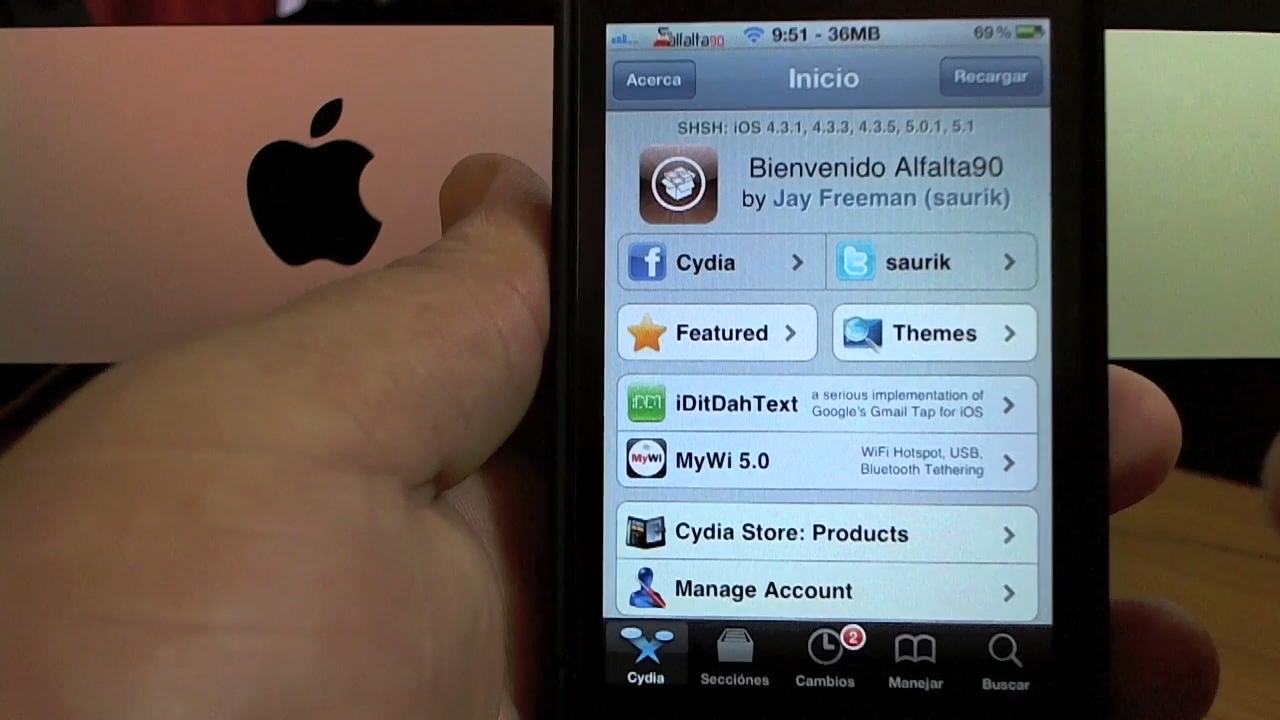 alfalta90 9:51 - 36MB 69%
Acerca Inicio Recargar
SHSH: iOS 4.3.1, 4.3.3, 4.3.5, 5.0.1, 5.1
Bienvenido Alfalta90
by Jay Freeman (saurik)
Cydia saurik
Featured Themes
iDitDahText a serious implementation of
Google's Gmail Tap for iOS
MyWi
MyWi 5.0 WiFi Hotspot, USB,
Bluetooth Tethering
Cydia Store: Products
Manage Account
2
Cydia Secciónes Cambios Manejar Buscar